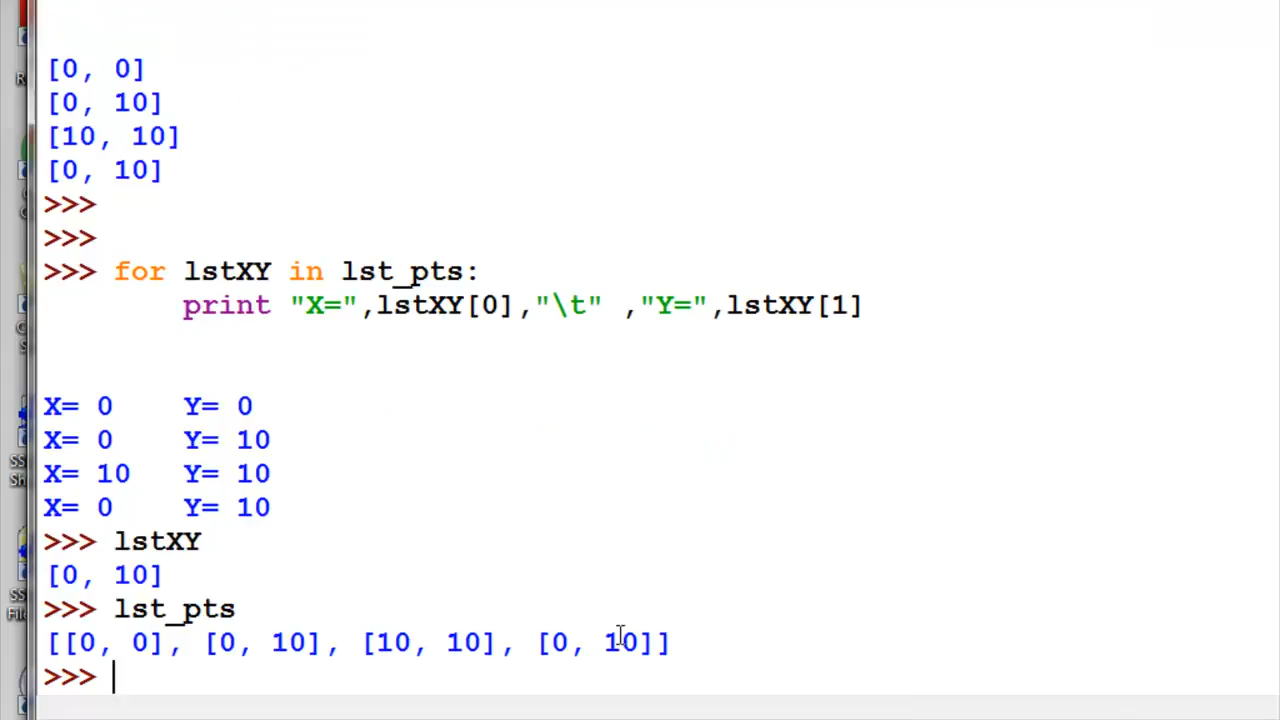 [0, 0]
[0, 10]
[10, 10]
[0, 10]
>>>
>>>
>>> for lstXY in lst_pts:
        print "X=",lstXY[0],"\t" ,"Y=",lstXY[1]
X= 0    Y= 0
X= 0    Y= 10
X= 10   Y= 10
X= 0    Y= 10
>>> lstXY
[0, 10]
>>> lst_pts
[[0, 0], [0, 10], [10, 10], [0, 10]]
>>>